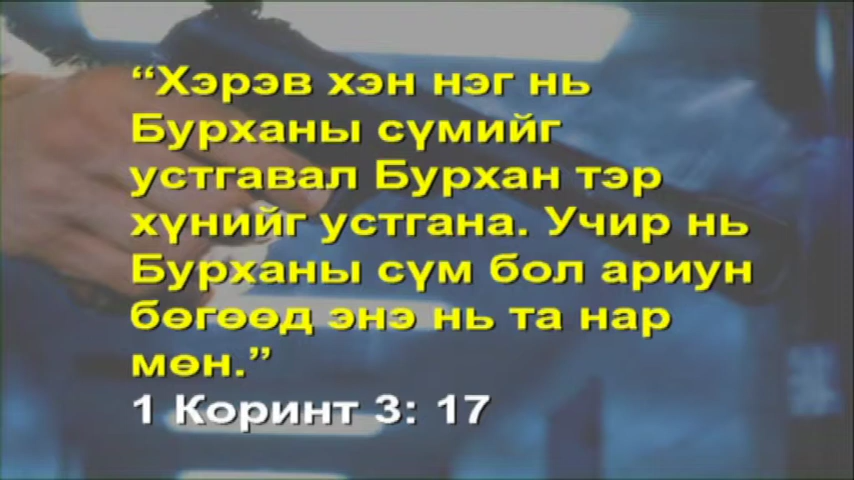 “Хэрэв хэн нэг нь
Бурханы сүмийг
устгавал Бурхан тэр
хүнийг устгана. Учир нь
Бурханы сүм бол ариун
бөгөөд энэ нь та нар
мөн.”
1 Коринт 3: 17